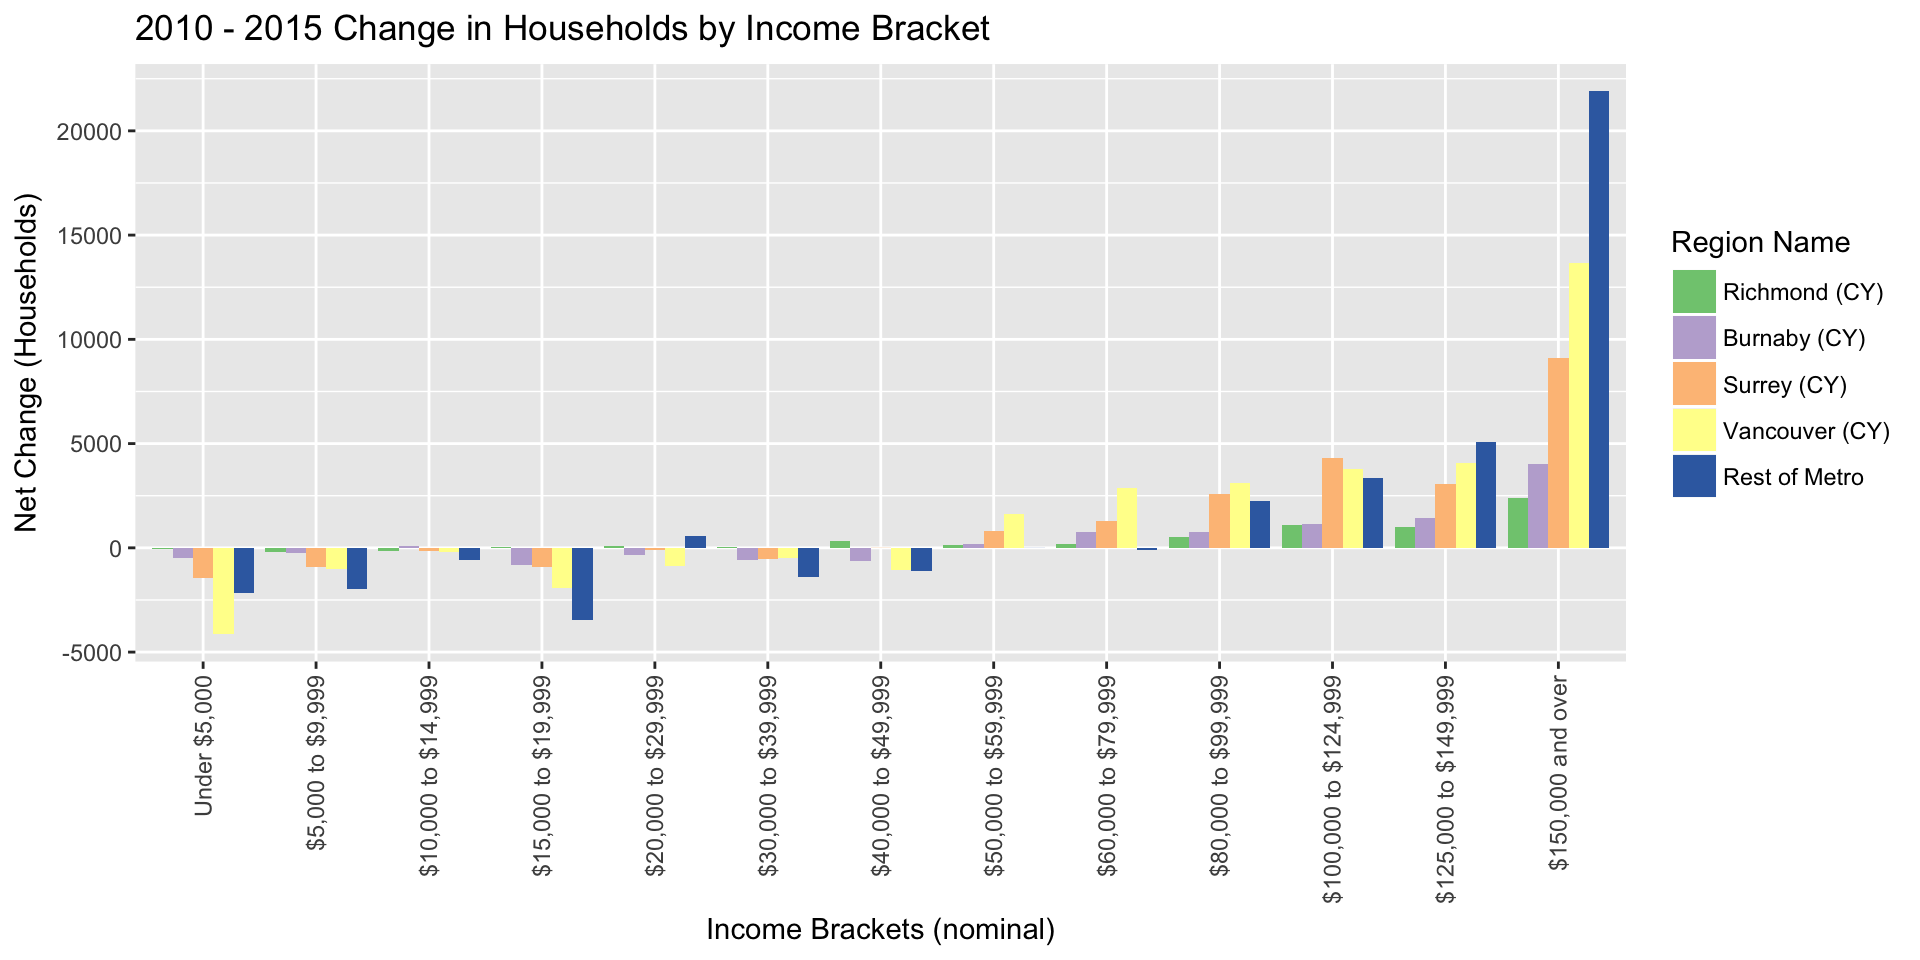 2010 - 2015 Change in Households by Income Bracket
Net Change (Households)
20000
15000
10000
5000
0
-5000
Under $5,000
$5,000 to $9,999
$10,000 to $14,999
$15,000 to $19,999
$20,000 to $29,999
$30,000 to $39,999
$40,000 to $49,999
$50,000 to $59,999
$60,000 to $79,999
$80,000 to $99,999
$100,000 to $124,999
$125,000 to $149,999
$150,000 and over
Income Brackets (nominal)
Region Name
Richmond (CY)
Burnaby (CY)
Surrey (CY)
Vancouver (CY)
Rest of Metro